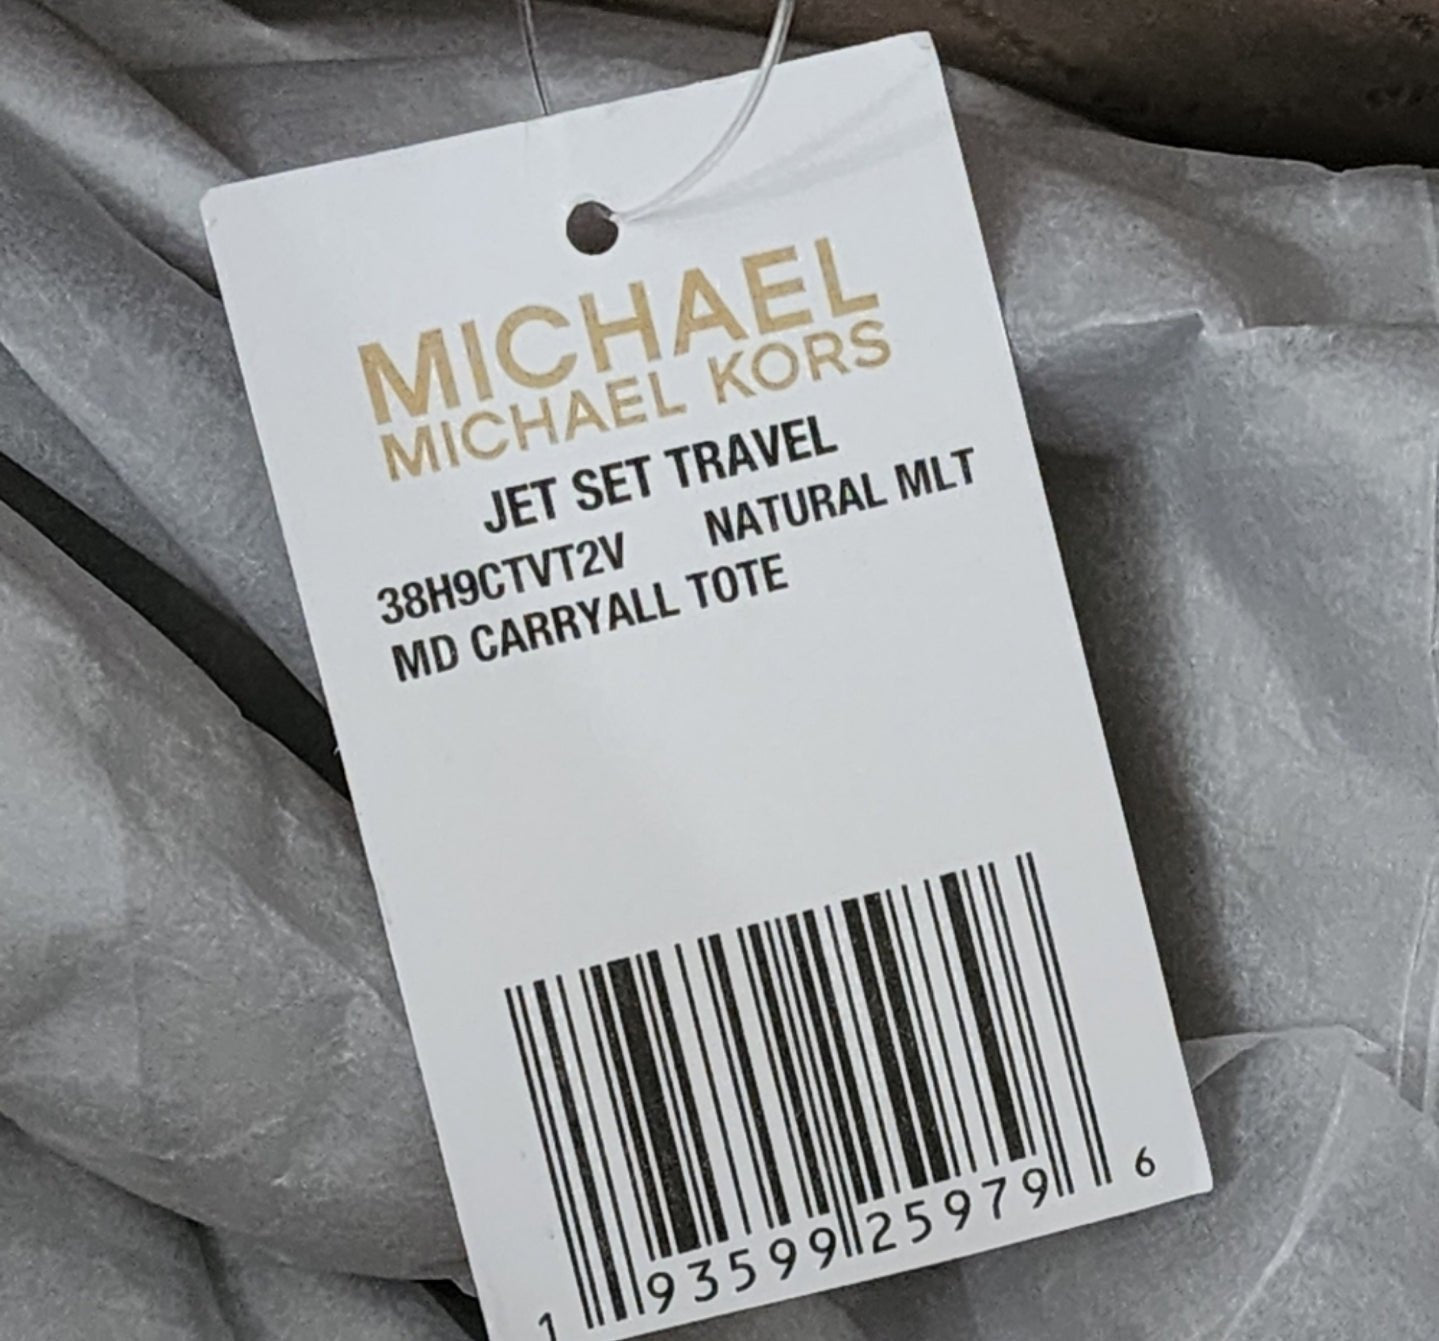 MICHAEL
MICHAEL KORS
JET SET TRAVEL
38H9CTVT2V NATURAL MLT
MD CARRYALL TOTE
1 93599 25979 6